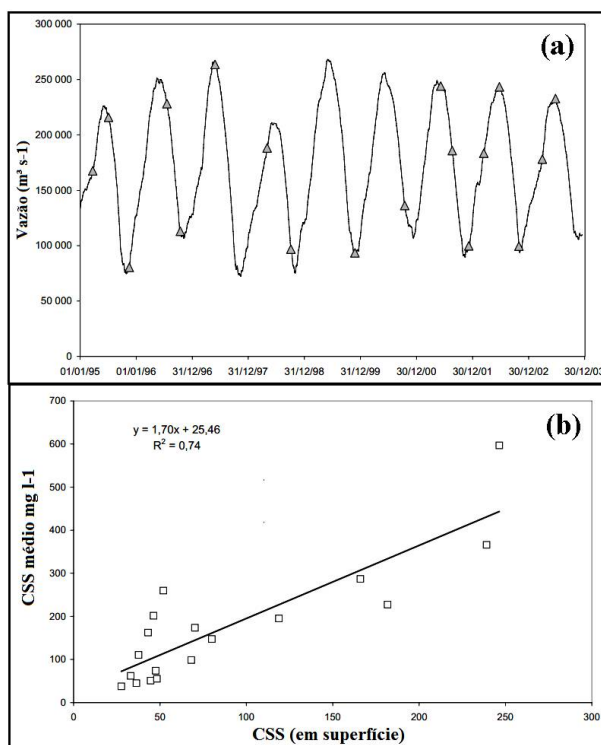 (a)
300 000
250 000
200 000
150 000
100 000
50 000
0
Vazão (m³ s-1)
01/01/95 01/01/96 31/12/96 31/12/97 31/12/98 31/12/99 30/12/00 30/12/01 30/12/02 30/12/03
(b)
y = 1,70x + 25,46
R² = 0,74
700
600
500
400
300
200
100
0
CSS médio mg l-1
0 50 100 150 200 250 300
CSS (em superfície)